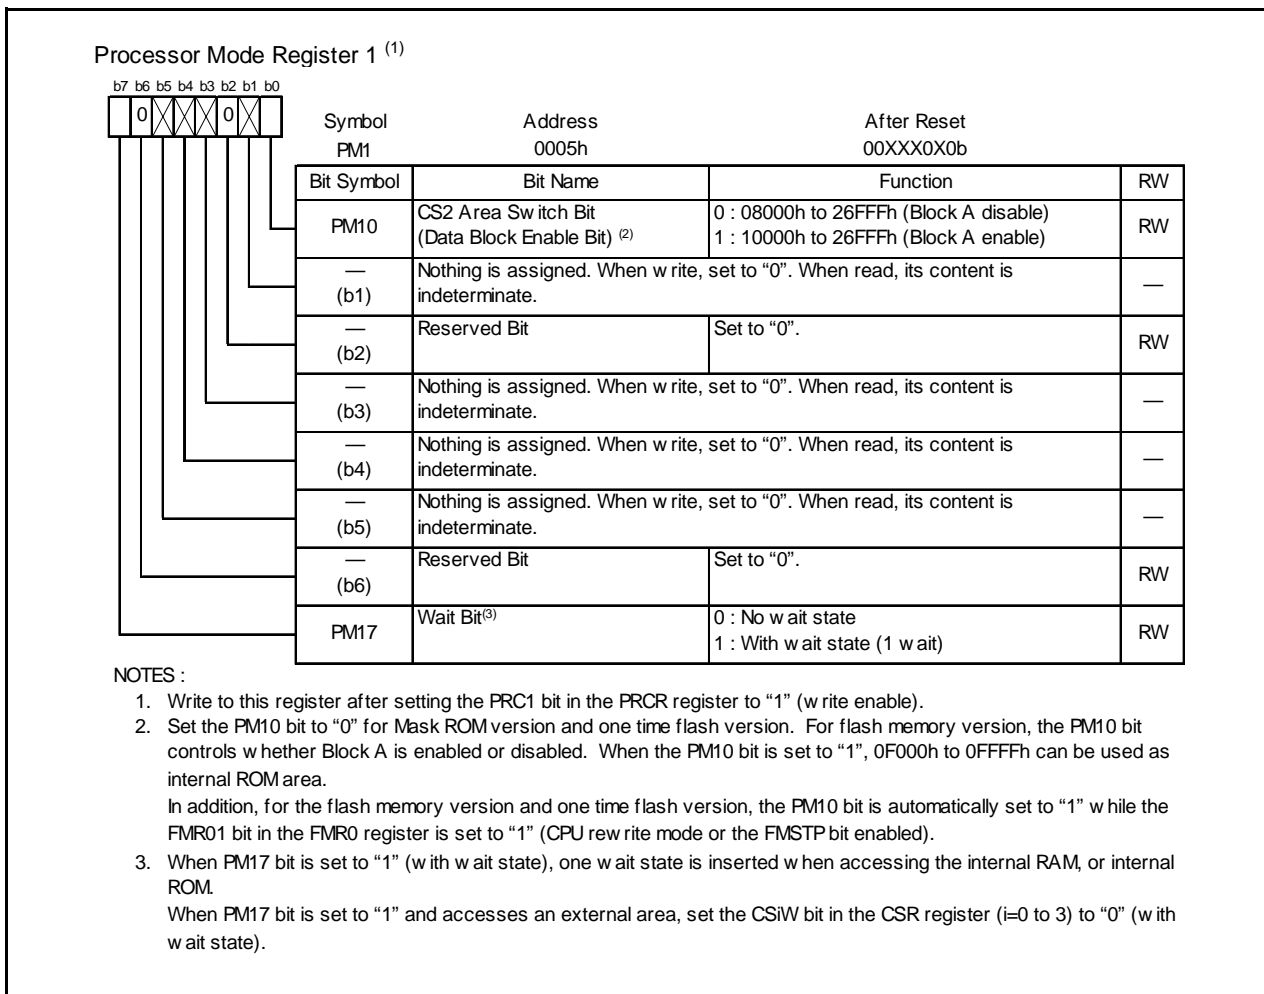 Processor Mode Register 1 (1)
b7 b6 b5 b4 b3 b2 b1 b0
0 0
Symbol Address After Reset
PM1 0005h 00XXX0X0b
Bit Symbol Bit Name Function RW
PM10 CS2 Area Switch Bit 0 : 08000h to 26FFFh (Block A disable) RW
(Data Block Enable Bit) (2) 1 : 10000h to 26FFFh (Block A enable)
— Nothing is assigned. When write, set to “0”. When read, its content is —
(b1) indeterminate.
— Reserved Bit Set to “0”. RW
(b2)
— Nothing is assigned. When write, set to “0”. When read, its content is —
(b3) indeterminate.
— Nothing is assigned. When write, set to “0”. When read, its content is —
(b4) indeterminate.
— Nothing is assigned. When write, set to “0”. When read, its content is —
(b5) indeterminate.
— Reserved Bit Set to “0”. RW
(b6)
PM17 Wait Bit(3) 0 : No wait state RW
1 : With wait state (1 wait)
NOTES :
1. Write to this register after setting the PRC1 bit in the PRCR register to “1” (write enable).
2. Set the PM10 bit to “0” for Mask ROM version and one time flash version. For flash memory version, the PM10 bit
controls whether Block A is enabled or disabled. When the PM10 bit is set to “1”, 0F000h to 0FFFFh can be used as
internal ROM area.
In addition, for the flash memory version and one time flash version, the PM10 bit is automatically set to “1” while the
FMR01 bit in the FMR0 register is set to “1” (CPU rewrite mode or the FMSTP bit enabled).
3. When PM17 bit is set to “1” (with wait state), one wait state is inserted when accessing the internal RAM, or internal
ROM.
When PM17 bit is set to “1” and accesses an external area, set the CSiW bit in the CSR register (i=0 to 3) to “0” (with
wait state).